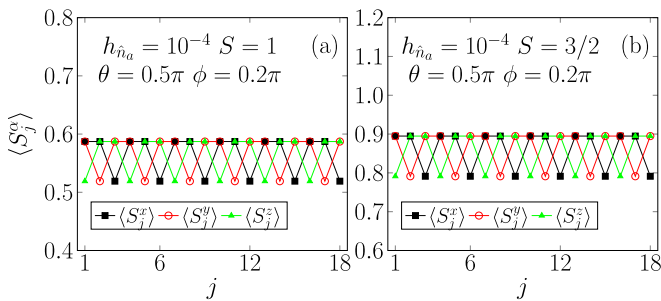 0.8
0.7
0.6
0.5
0.4
⟨S_j^α⟩
h_{n̂_a} = 10^{-4} S = 1 (a)
θ = 0.5π ϕ = 0.2π
⟨S_j^x⟩ ⟨S_j^y⟩ ⟨S_j^z⟩
1 6 12 18
j
1.2
1.1
1.0
0.9
0.8
0.7
0.6
h_{n̂_a} = 10^{-4} S = 3/2 (b)
θ = 0.5π ϕ = 0.2π
⟨S_j^x⟩ ⟨S_j^y⟩ ⟨S_j^z⟩
1 6 12 18
j